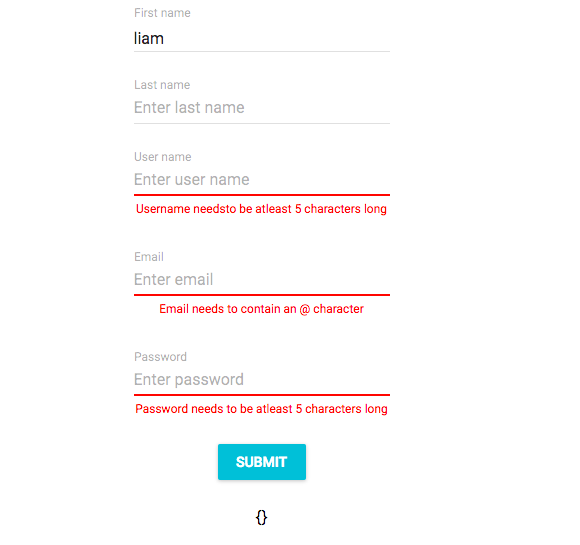 First name
liam
Last name
Enter last name
User name
Enter user name
Username needsto be atleast 5 characters long
Email
Enter email
Email needs to contain an @ character
Password
Enter password
Password needs to be atleast 5 characters long
SUBMIT
{}